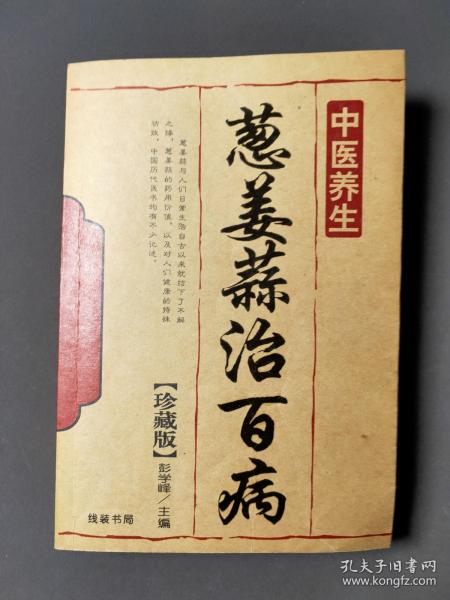 中医养生
葱姜蒜治百病
【珍藏版】
彭学峰/主编
葱姜蒜与人们日常生活自古以来就结下了不解
之缘，葱姜蒜的药用价值，以及对人们健康的特殊
功效，中国历代医书均有不少记述。
线装书局
孔夫子旧书网
www.kongfz.com